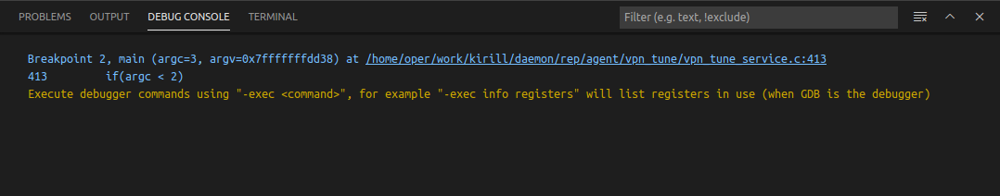 PROBLEMS OUTPUT DEBUG CONSOLE TERMINAL Filter (e.g. text, !exclude)
Breakpoint 2, main (argc=3, argv=0x7fffffffdd38) at /home/oper/work/kirill/daemon/rep/agent/vpn_tune/vpn_tune_service.c:413
413 if(argc < 2)
Execute debugger commands using "-exec <command>", for example "-exec info registers" will list registers in use (when GDB is the debugger)